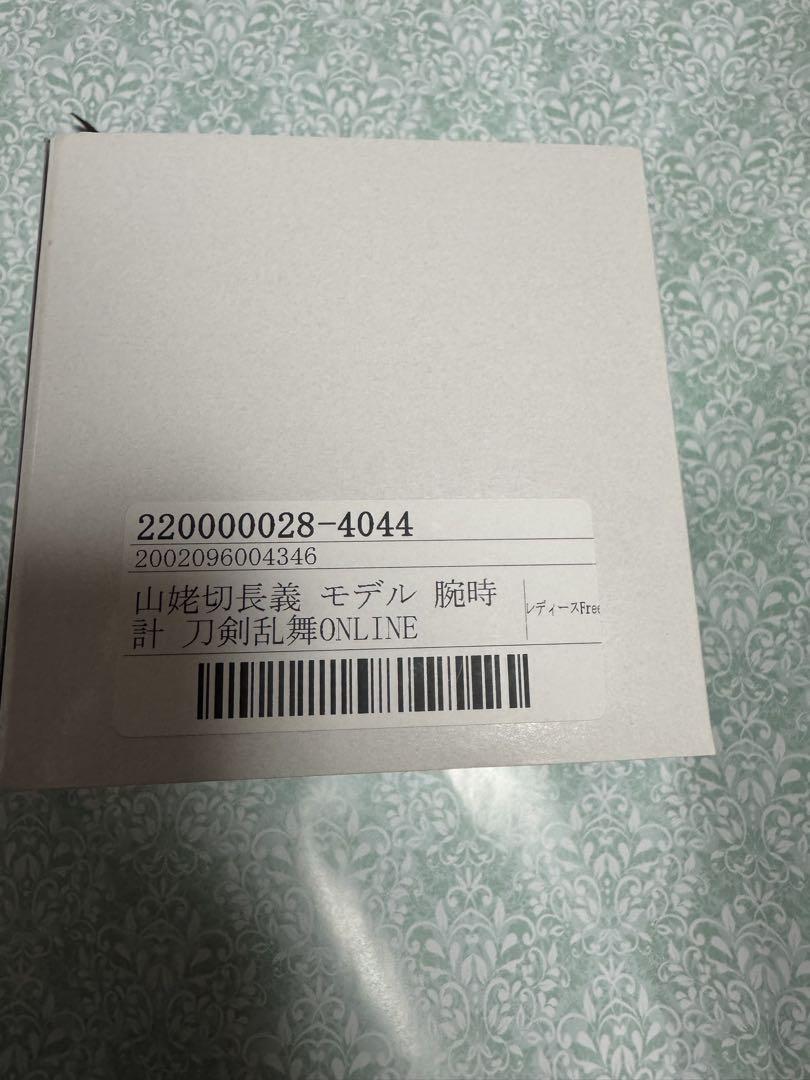 220000028-4044
2002096004346
山姥切長義 モデル 腕時
計 刀剣乱舞ONLINE
レディースFree